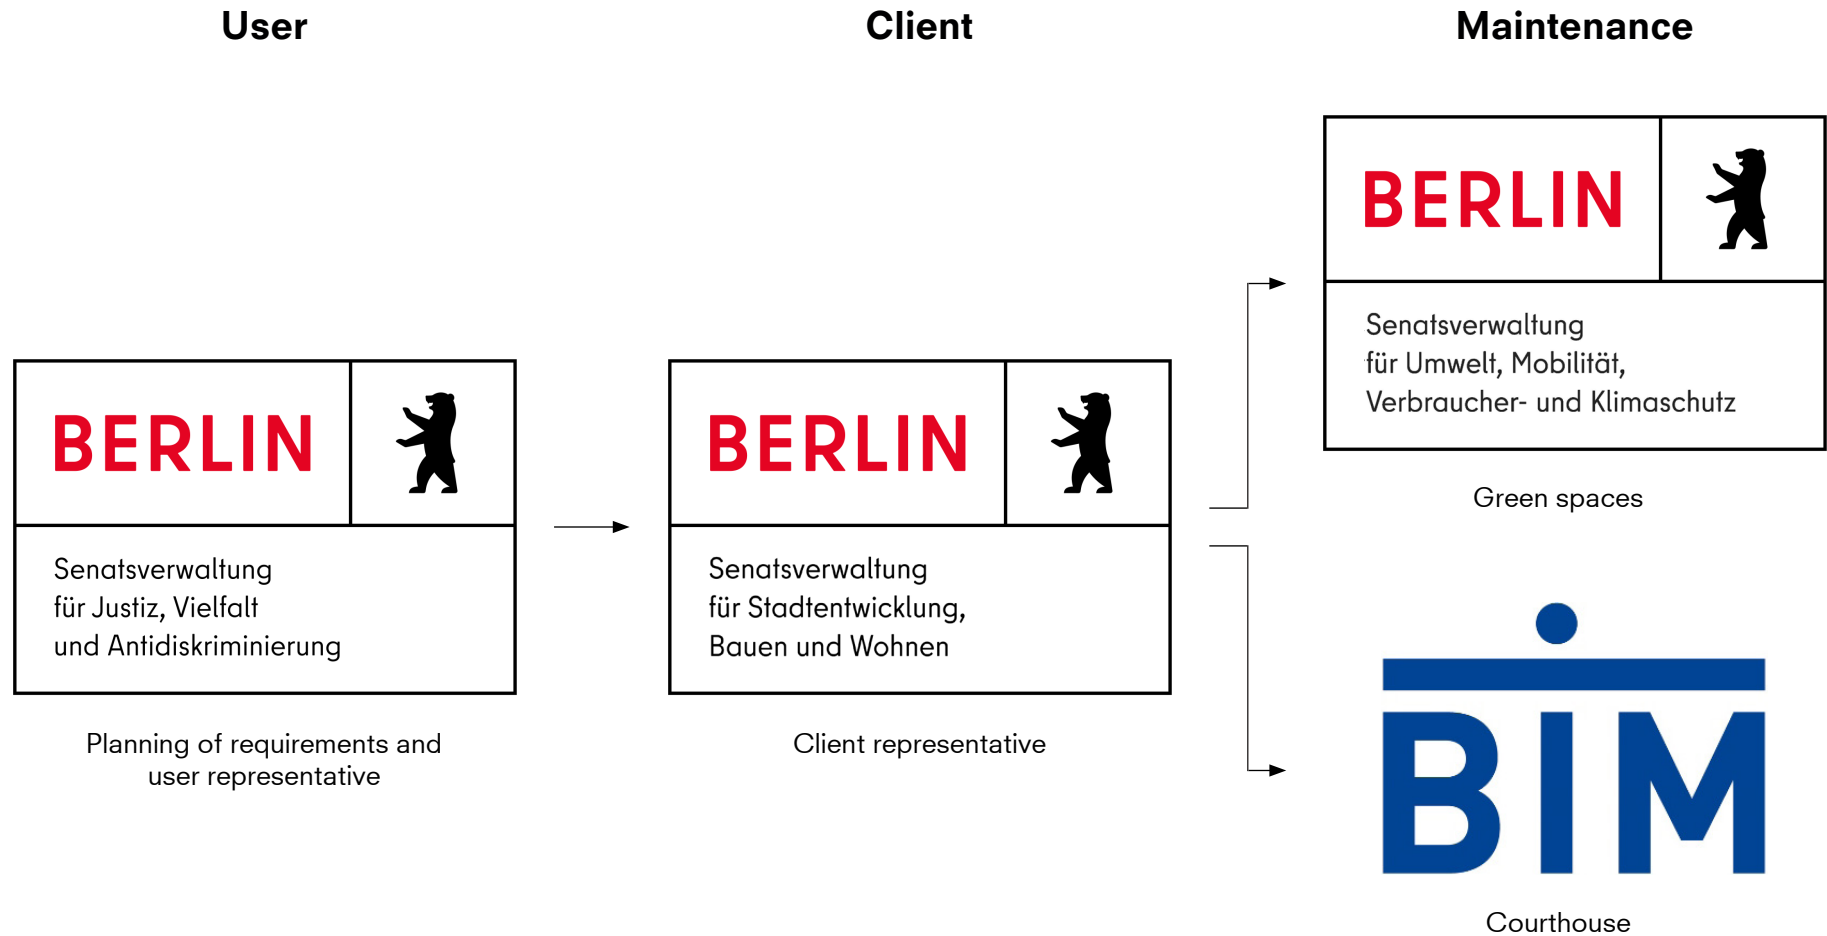 User
Client
Maintenance
BERLIN
Senatsverwaltung
für Justiz, Vielfalt
und Antidiskriminierung
Planning of requirements and
user representative
BERLIN
Senatsverwaltung
für Stadtentwicklung,
Bauen und Wohnen
Client representative
BERLIN
Senatsverwaltung
für Umwelt, Mobilität,
Verbraucher- und Klimaschutz
Green spaces
BIM
Courthouse